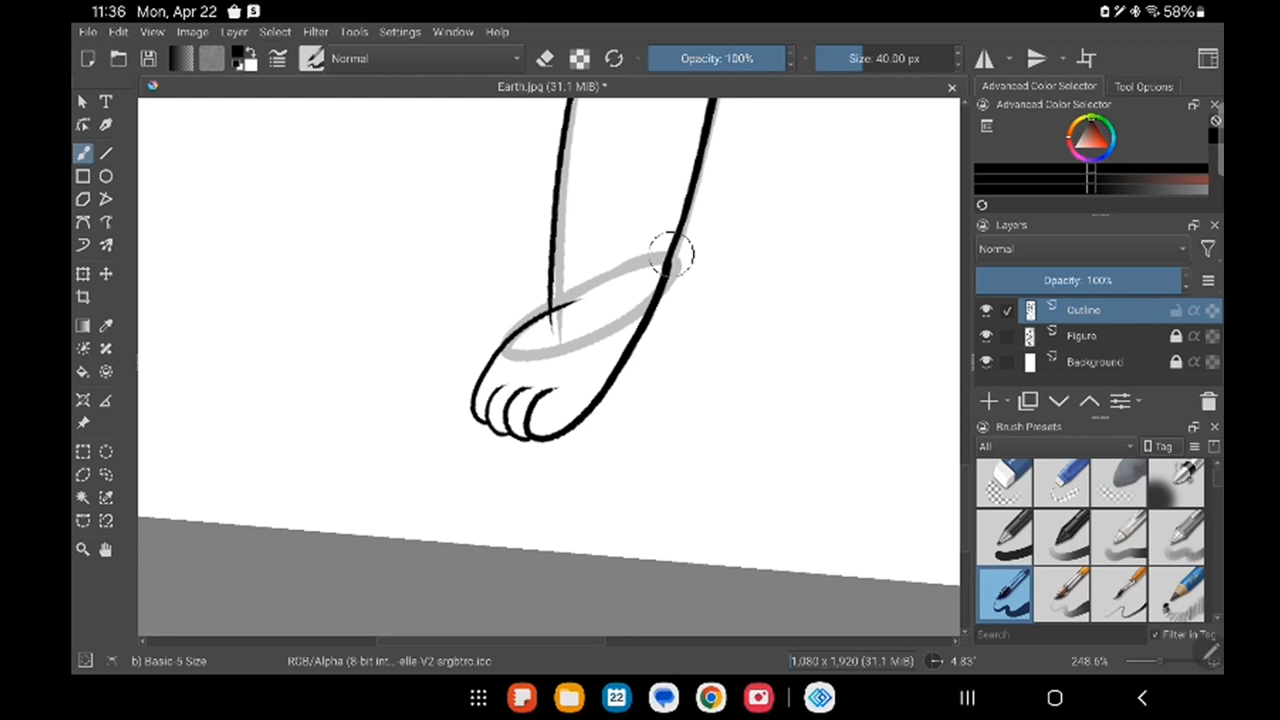 11:36 Mon, Apr 22 S 58%
File Edit View Image Layer Select Filter Tools Settings Window Help
Normal Opacity: 100% Size: 40.00 px
Earth.jpg (31.1 MiB) *
Advanced Color Selector Tool Options
Advanced Color Selector
Layers
Normal
Opacity: 100%
Outline
Figure
Background
Brush Presets
All Tag
Search Filter in Tag
b) Basic-5 Size RGB/Alpha (8-bit int... -elle-V2-srgbtrc.icc 1,080 x 1,920 (31.1 MiB) 4.83° 248.6%
22